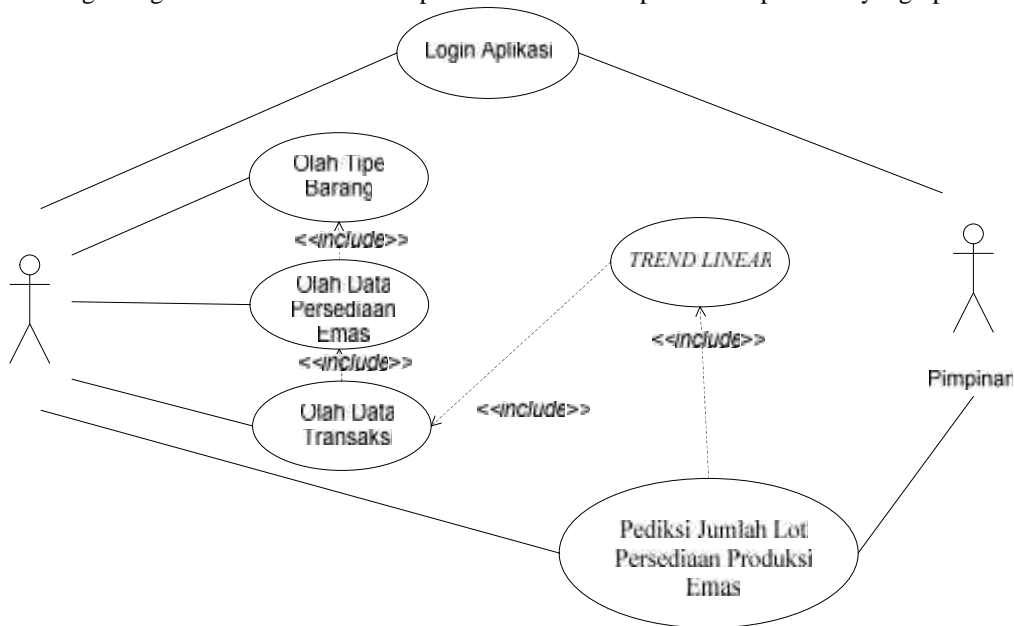 Login Aplikasi
Olah Tipe
Barang
<<include>>
Olah Data
Persediaan
Emas
<<include>>
Olah Data
Transaksi
TREND LINEAR
<<include>>
<<include>>
Pimpinan
Pediksi Jumlah Lot
Persediaan Produksi
Emas